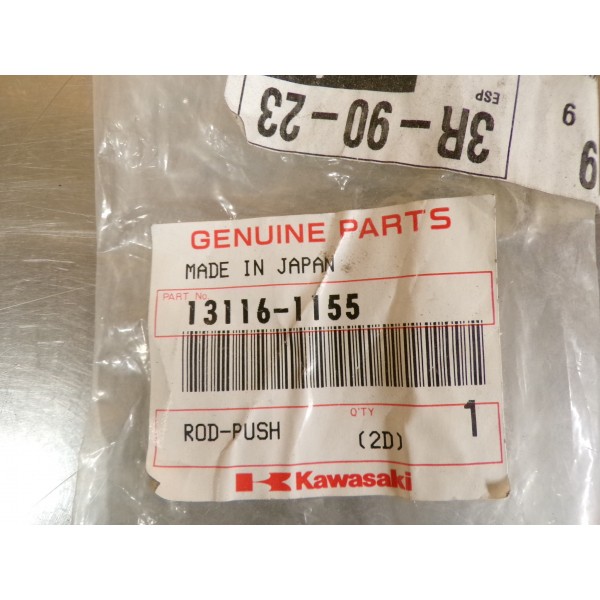 3R-90-23
ESP
9
GENUINE PARTS
MADE IN JAPAN
PART No.
13116-1155
ROD-PUSH
Q'TY
(2D)
1
Kawasaki